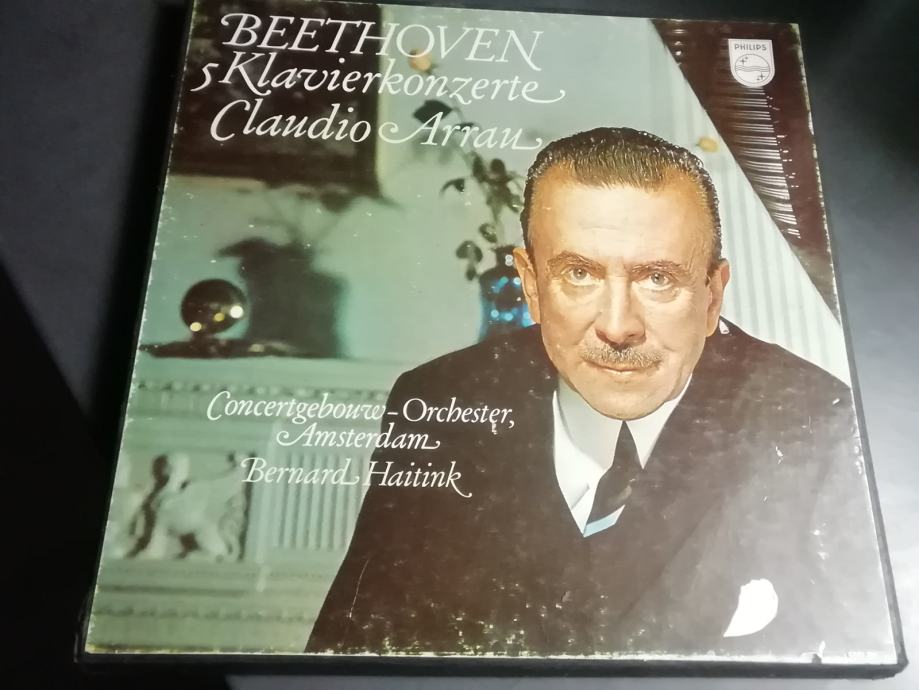 BEETHOVEN
5 Klavierkonzerte
Claudio Arrau
PHILIPS
Concertgebouw-Orchester,
Amsterdam
Bernard Haitink